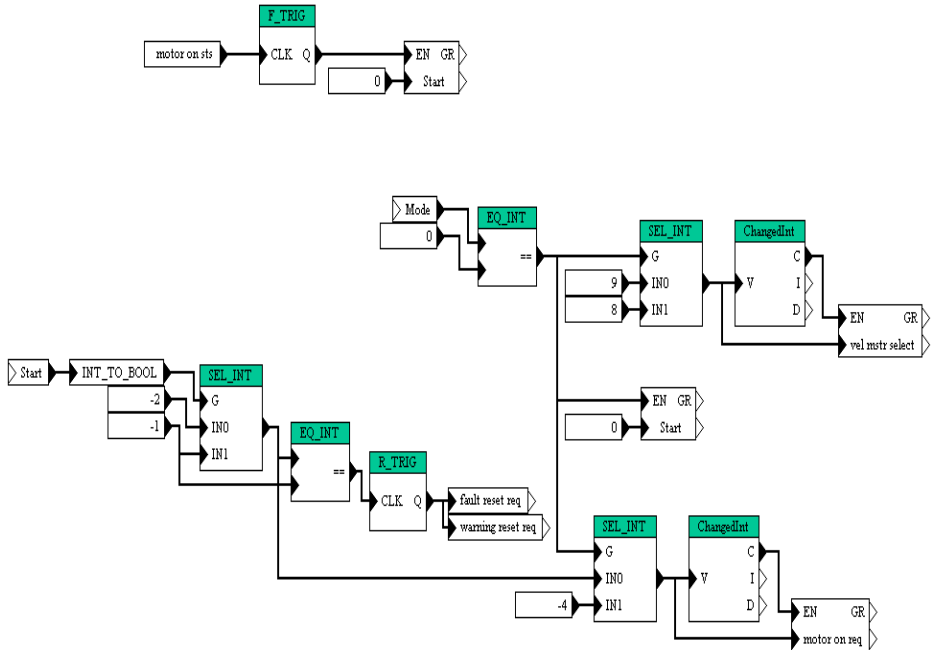 F_TRIG
motor on sts
CLK Q
EN GR
0
Start
Mode
0
EQ_INT
==
SEL_INT
G
9
IN0
8
IN1
ChangedInt
C
V
I
D
EN GR
vel mstr select
Start
INT_TO_BOOL
-2
-1
SEL_INT
G
IN0
IN1
EQ_INT
==
R_TRIG
CLK Q
fault reset req
warning reset req
EN GR
0
Start
SEL_INT
G
IN0
-4
IN1
ChangedInt
C
V
I
D
EN GR
motor on req